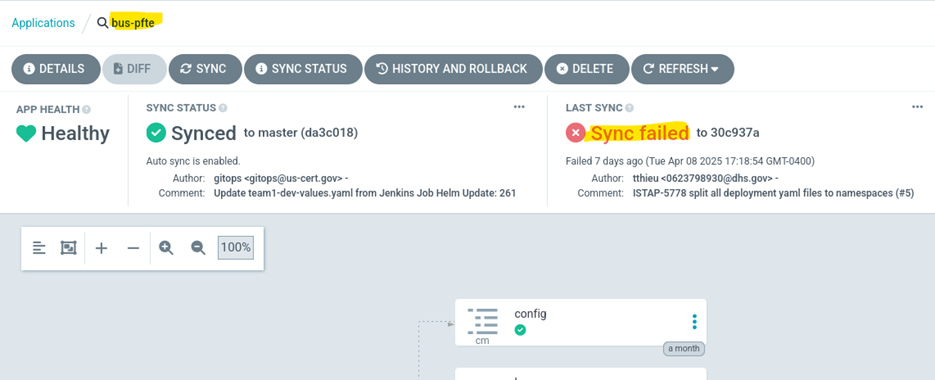 Applications / bus-pfte
DETAILS DIFF SYNC SYNC STATUS HISTORY AND ROLLBACK DELETE REFRESH
APP HEALTH
Healthy
SYNC STATUS
Synced to master (da3c018)
Auto sync is enabled.
Author: gitops <gitops@us-cert.gov> -
Comment: Update team1-dev-values.yaml from Jenkins Job Helm Update: 261
LAST SYNC
Sync failed to 30c937a
Failed 7 days ago (Tue Apr 08 2025 17:18:54 GMT-0400)
Author: tthieu <0623798930@dhs.gov> -
Comment: ISTAP-5778 split all deployment yaml files to namespaces (#5)
100%
config
cm
a month